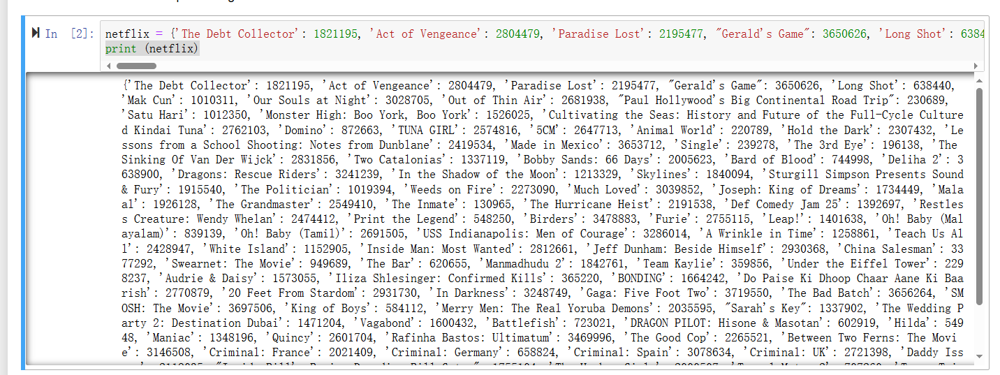 In [2]:
netflix = {'The Debt Collector': 1821195, 'Act of Vengeance': 2804479, 'Paradise Lost': 2195477, "Gerald's Game": 3650626, 'Long Shot': 6384
print (netflix)
{'The Debt Collector': 1821195, 'Act of Vengeance': 2804479, 'Paradise Lost': 2195477, "Gerald's Game": 3650626, 'Long Shot': 638440,
'Mak Cun': 1010311, 'Our Souls at Night': 3028705, 'Out of Thin Air': 2681938, "Paul Hollywood's Big Continental Road Trip": 230689,
'Satu Hari': 1012350, 'Monster High: Boo York, Boo York': 1526025, 'Cultivating the Seas: History and Future of the Full-Cycle Culture
d Kindai Tuna': 2762103, 'Domino': 872663, 'TUNA GIRL': 2574816, '5CM': 2647713, 'Animal World': 220789, 'Hold the Dark': 2307432, 'Le
ssons from a School Shooting: Notes from Dunblane': 2419534, 'Made in Mexico': 3653712, 'Single': 239278, 'The 3rd Eye': 196138, 'The
Sinking Of Van Der Wijck': 2831856, 'Two Catalonias': 1337119, 'Bobby Sands: 66 Days': 2005623, 'Bard of Blood': 744998, 'Deliha 2': 3
638900, 'Dragons: Rescue Riders': 3241239, 'In the Shadow of the Moon': 1213329, 'Skylines': 1840094, 'Sturgill Simpson Presents Sound
& Fury': 1915540, 'The Politician': 1019394, 'Weeds on Fire': 2273090, 'Much Loved': 3039852, 'Joseph: King of Dreams': 1734449, 'Mala
al': 1926128, 'The Grandmaster': 2549410, 'The Inmate': 130965, 'The Hurricane Heist': 2191538, 'Def Comedy Jam 25': 1392697, 'Restles
s Creature: Wendy Whelan': 2474412, 'Print the Legend': 548250, 'Birders': 3478883, 'Furie': 2755115, 'Leap!': 1401638, 'Oh! Baby (Mal
ayalam)': 839139, 'Oh! Baby (Tamil)': 2691505, 'USS Indianapolis: Men of Courage': 3286014, 'A Wrinkle in Time': 1258861, 'Teach Us Al
l': 2428947, 'White Island': 1152905, 'Inside Man: Most Wanted': 2812661, 'Jeff Dunham: Beside Himself': 2930368, 'China Salesman': 33
77292, 'Swearnet: The Movie': 949689, 'The Bar': 620655, 'Manmadhudu 2': 1842761, 'Team Kaylie': 359856, 'Under the Eiffel Tower': 229
8237, 'Audrie & Daisy': 1573055, 'Iliza Shlesinger: Confirmed Kills': 365220, 'BONDING': 1664242, 'Do Paise Ki Dhoop Chaar Aane Ki Baa
rish': 2770879, '20 Feet From Stardom': 2931730, 'In Darkness': 3248749, 'Gaga: Five Foot Two': 3719550, 'The Bad Batch': 3656264, 'SM
OSH: The Movie': 3697506, 'King of Boys': 584112, 'Merry Men: The Real Yoruba Demons': 2035595, "Sarah's Key": 1337902, 'The Wedding P
arty 2: Destination Dubai': 1471204, 'Vagabond': 1600432, 'Battlefish': 723021, 'DRAGON PILOT: Hisone & Masotan': 602919, 'Hilda': 549
48, 'Maniac': 1348196, 'Quincy': 2601704, 'Rafinha Bastos: Ultimatum': 3469996, 'The Good Cop': 2265521, 'Between Two Ferns: The Movi
e': 3146508, 'Criminal: France': 2021409, 'Criminal: Germany': 658824, 'Criminal: Spain': 3078634, 'Criminal: UK': 2721398, 'Daddy Iss